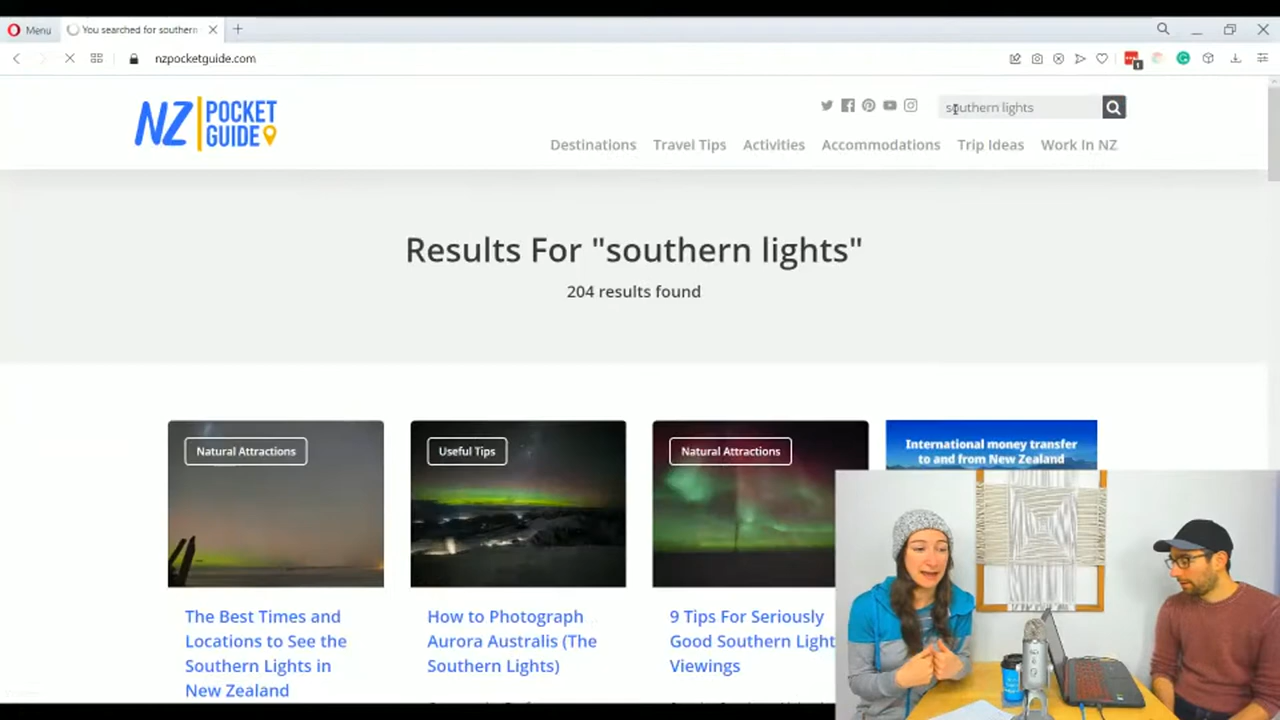 Menu
You searched for southern
nzpocketguide.com
1
NZ POCKET GUIDE
southern lights
Destinations Travel Tips Activities Accommodations Trip Ideas Work In NZ
Results For "southern lights"
204 results found
Natural Attractions
Useful Tips
Natural Attractions
International money transfer
to and from New Zealand
The Best Times and
Locations to See the
Southern Lights in
New Zealand
How to Photograph
Aurora Australis (The
Southern Lights)
9 Tips For Seriously
Good Southern Light
Viewings